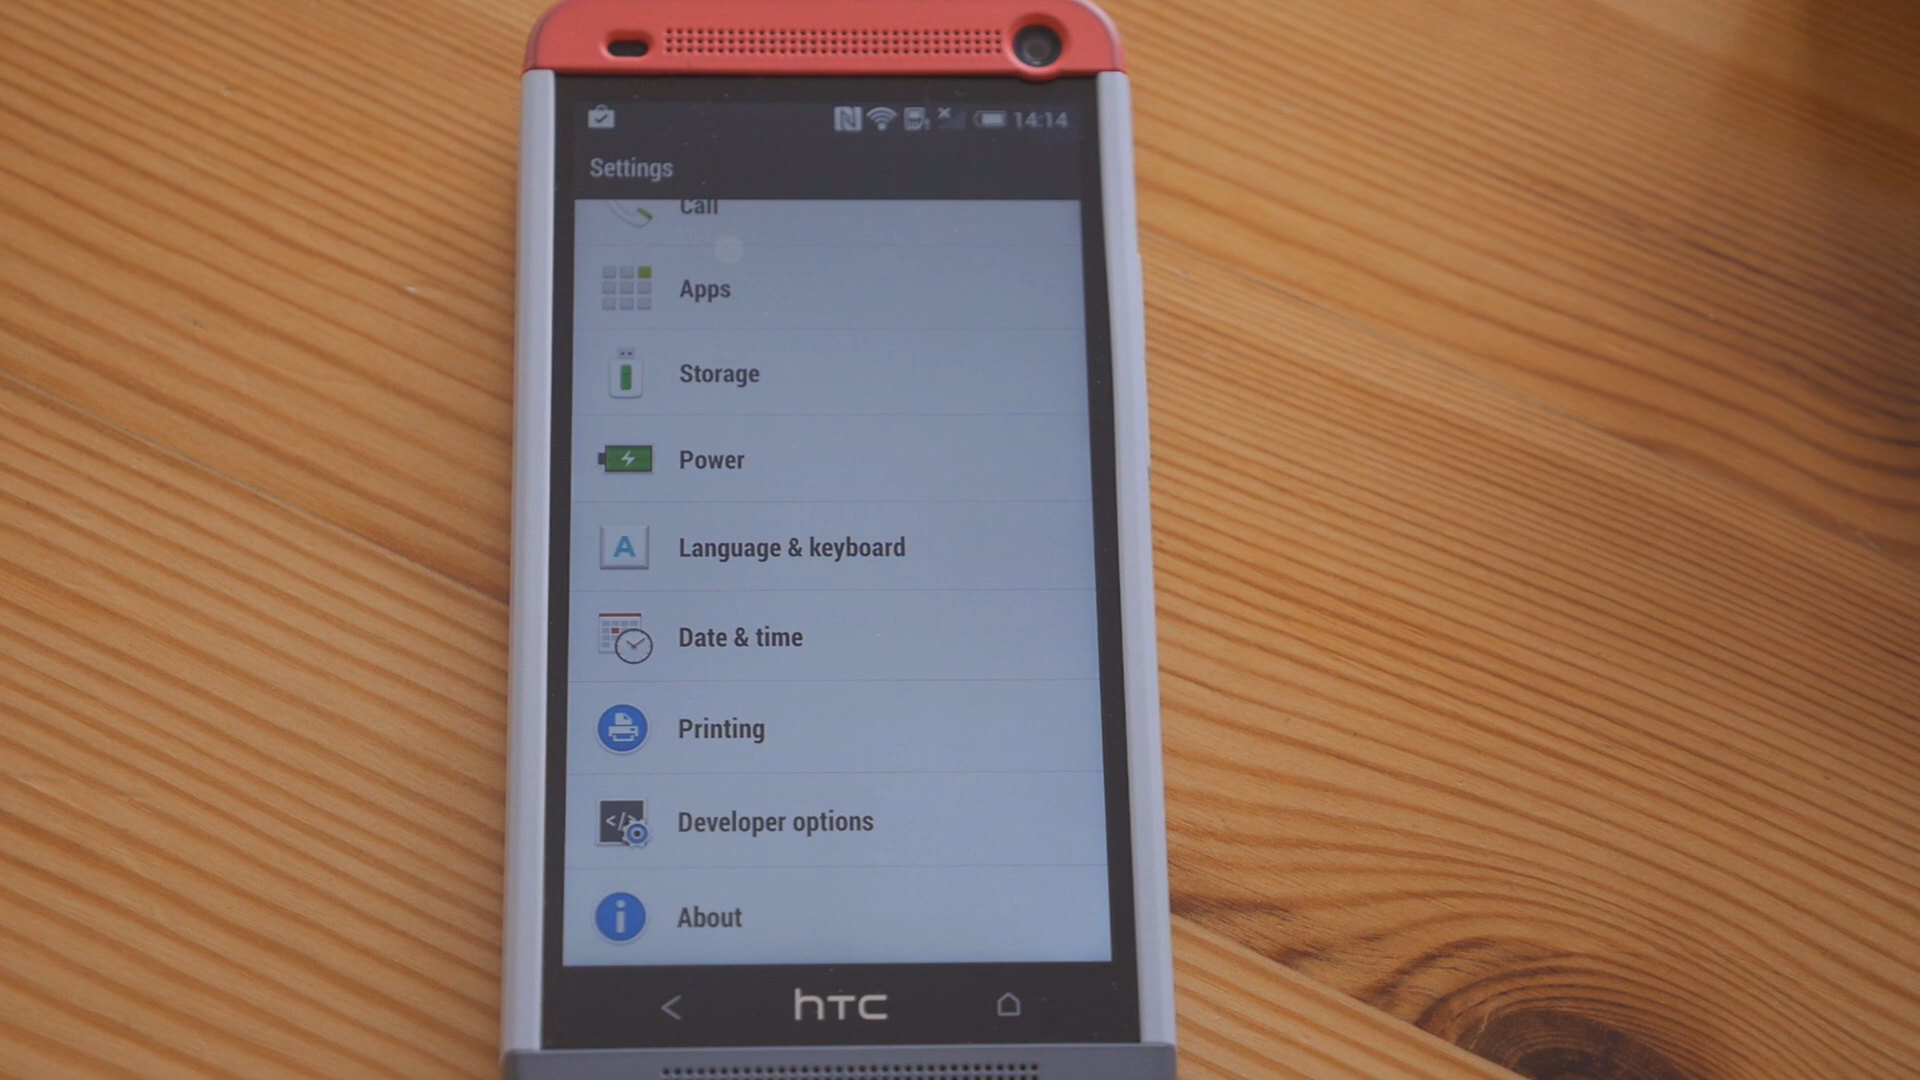 14:14
Settings
Call
Apps
Storage
Power
A
Language & keyboard
Date & time
Printing
</>
Developer options
i
About
hTC